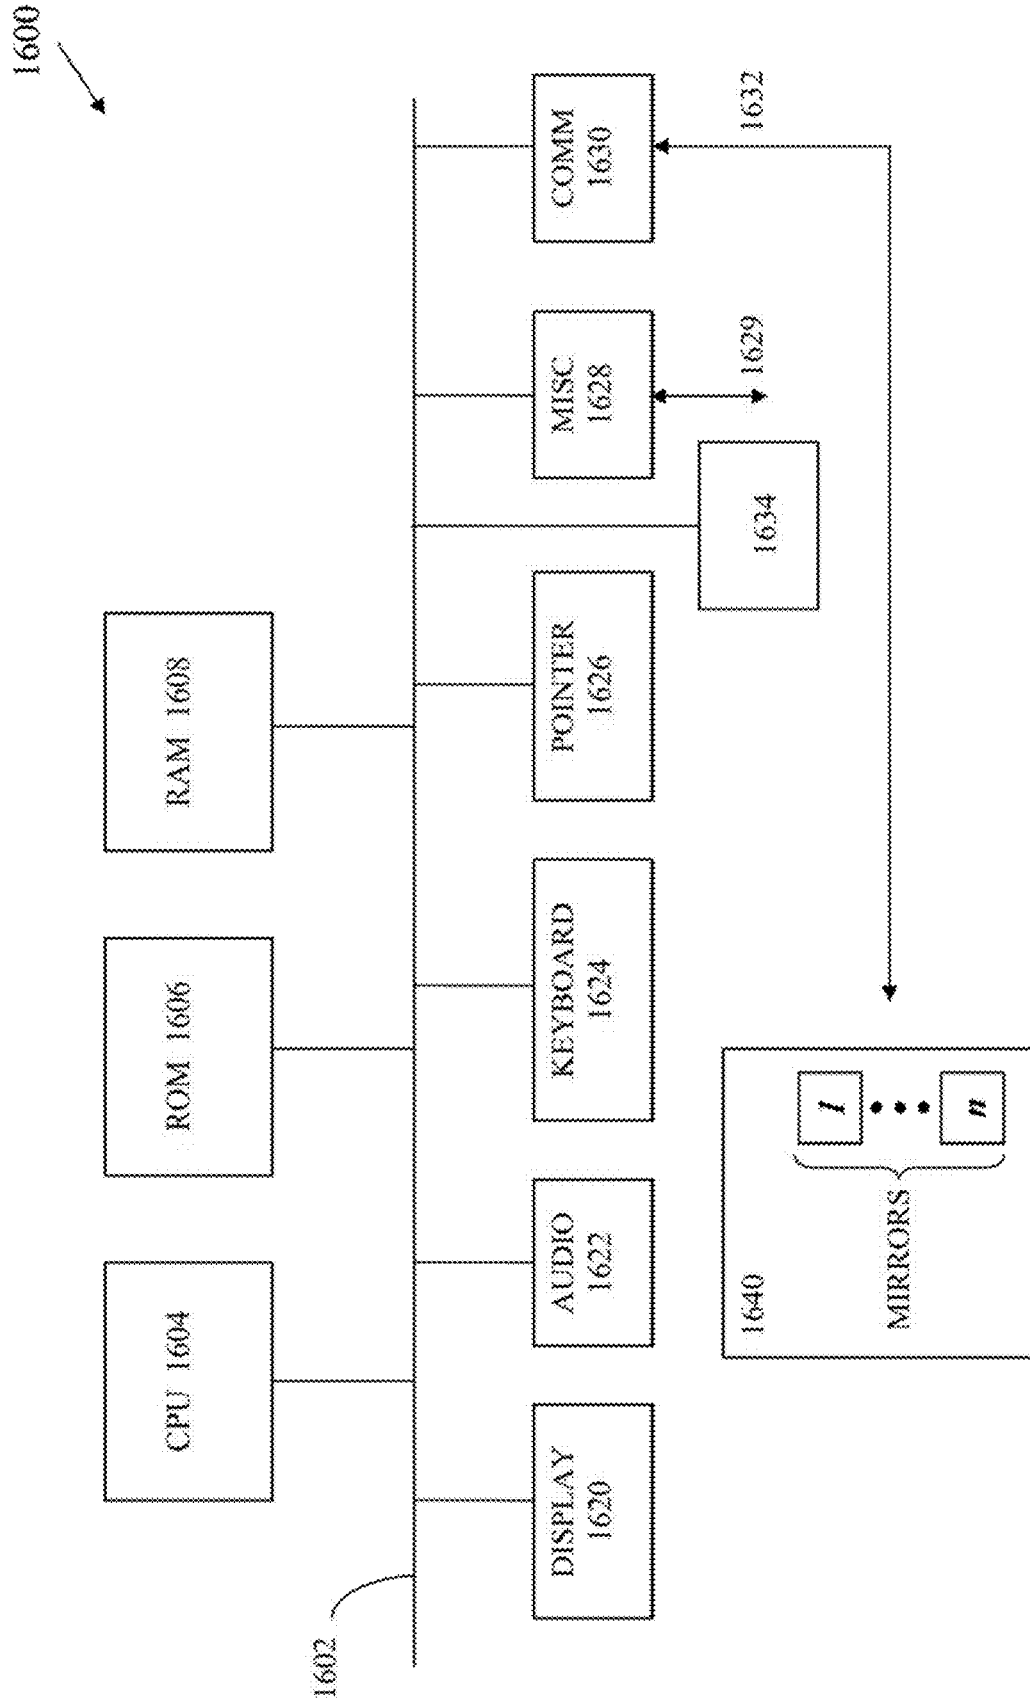 1600
CPU 1604
ROM 1606
RAM 1608
1602
DISPLAY
1620
AUDIO
1622
KEYBOARD
1624
POINTER
1626
MISC
1628
COMM
1630
1634
1629
1632
1640
MIRRORS
1
n